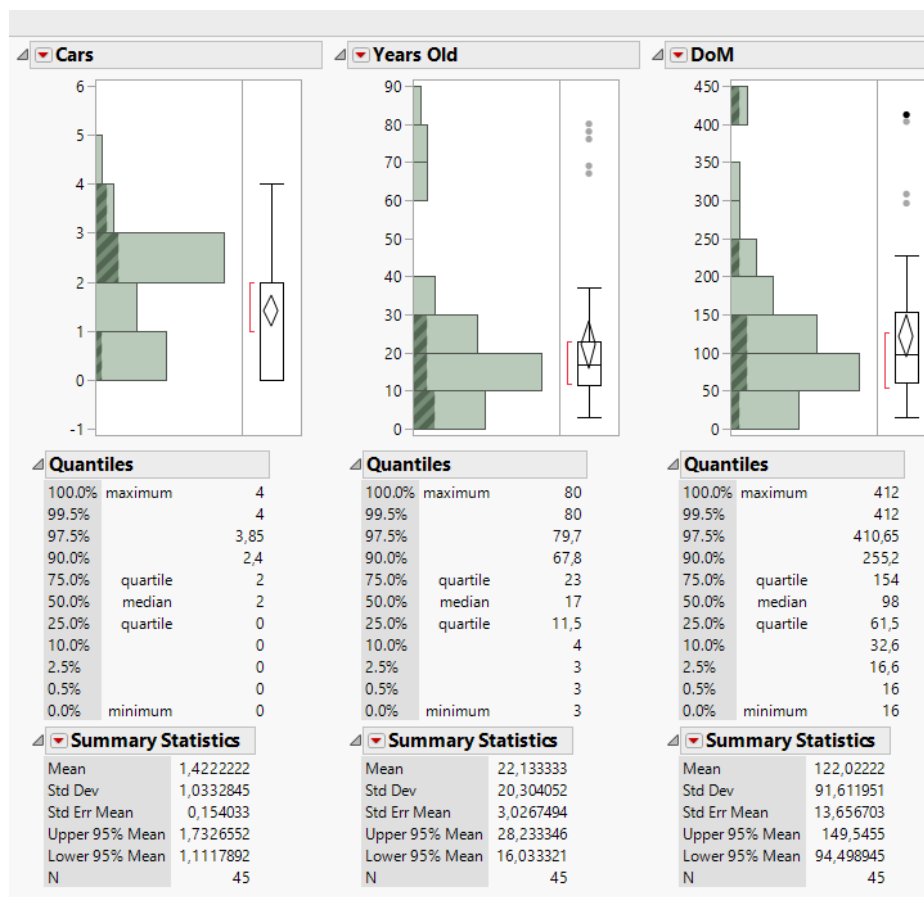 Cars
6
5
4
3
2
1
0
-1
Quantiles
100.0% maximum 4
99.5% 4
97.5% 3,85
90.0% 2,4
75.0% quartile 2
50.0% median 2
25.0% quartile 0
10.0% 0
2.5% 0
0.5% 0
0.0% minimum 0
Summary Statistics
Mean 1,4222222
Std Dev 1,0332845
Std Err Mean 0,154033
Upper 95% Mean 1,7326552
Lower 95% Mean 1,1117892
N 45
Years Old
90
80
70
60
50
40
30
20
10
0
Quantiles
100.0% maximum 80
99.5% 80
97.5% 79,7
90.0% 67,8
75.0% quartile 23
50.0% median 17
25.0% quartile 11,5
10.0% 4
2.5% 3
0.5% 3
0.0% minimum 3
Summary Statistics
Mean 22,133333
Std Dev 20,304052
Std Err Mean 3,0267494
Upper 95% Mean 28,233346
Lower 95% Mean 16,033321
N 45
DoM
450
400
350
300
250
200
150
100
50
0
Quantiles
100.0% maximum 412
99.5% 412
97.5% 410,65
90.0% 255,2
75.0% quartile 154
50.0% median 98
25.0% quartile 61,5
10.0% 32,6
2.5% 16,6
0.5% 16
0.0% minimum 16
Summary Statistics
Mean 122,02222
Std Dev 91,611951
Std Err Mean 13,656703
Upper 95% Mean 149,5455
Lower 95% Mean 94,498945
N 45